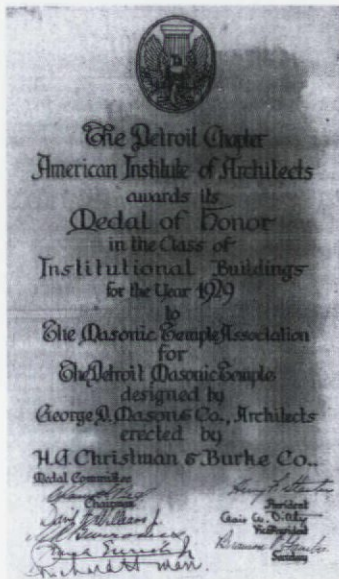 The Detroit Chapter
American Institute of Architects
awards its
Medal of Honor
in the Class of
Institutional Buildings
for the Year 1929
to
The Masonic Temple Association
for
The Detroit Masonic Temple
designed by
George D. Mason & Co., Architects
erected by
H.G. Christman & Burke Co..
Medal Committee
Chairman
President
Vice President
Secretary
Richard H.